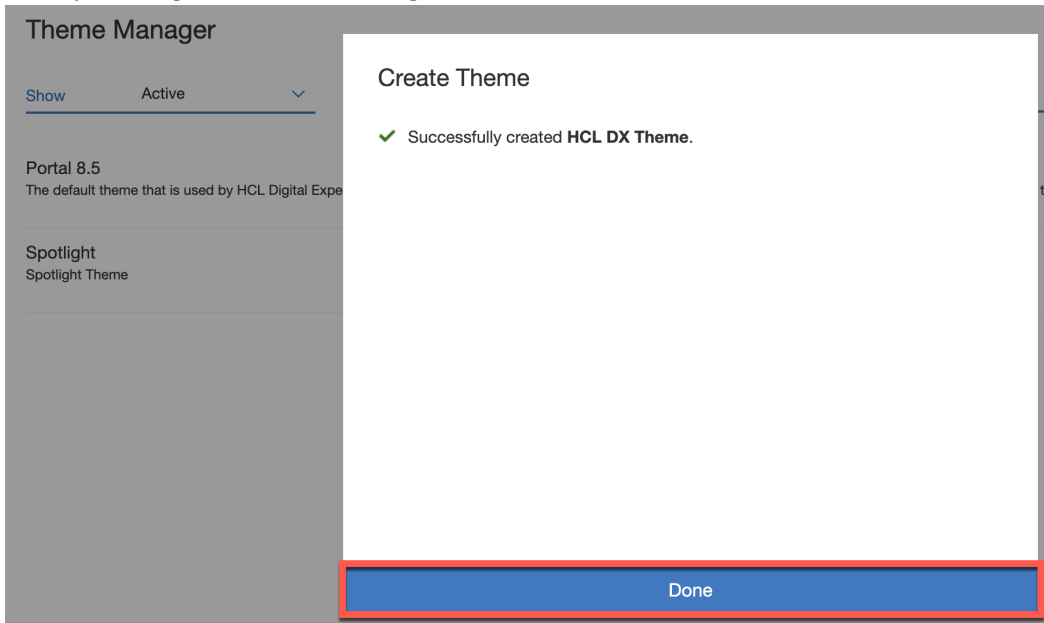 Theme Manager
Show Active
Portal 8.5
The default theme that is used by HCL Digital Expe
Spotlight
Spotlight Theme
Create Theme
Successfully created HCL DX Theme.
Done